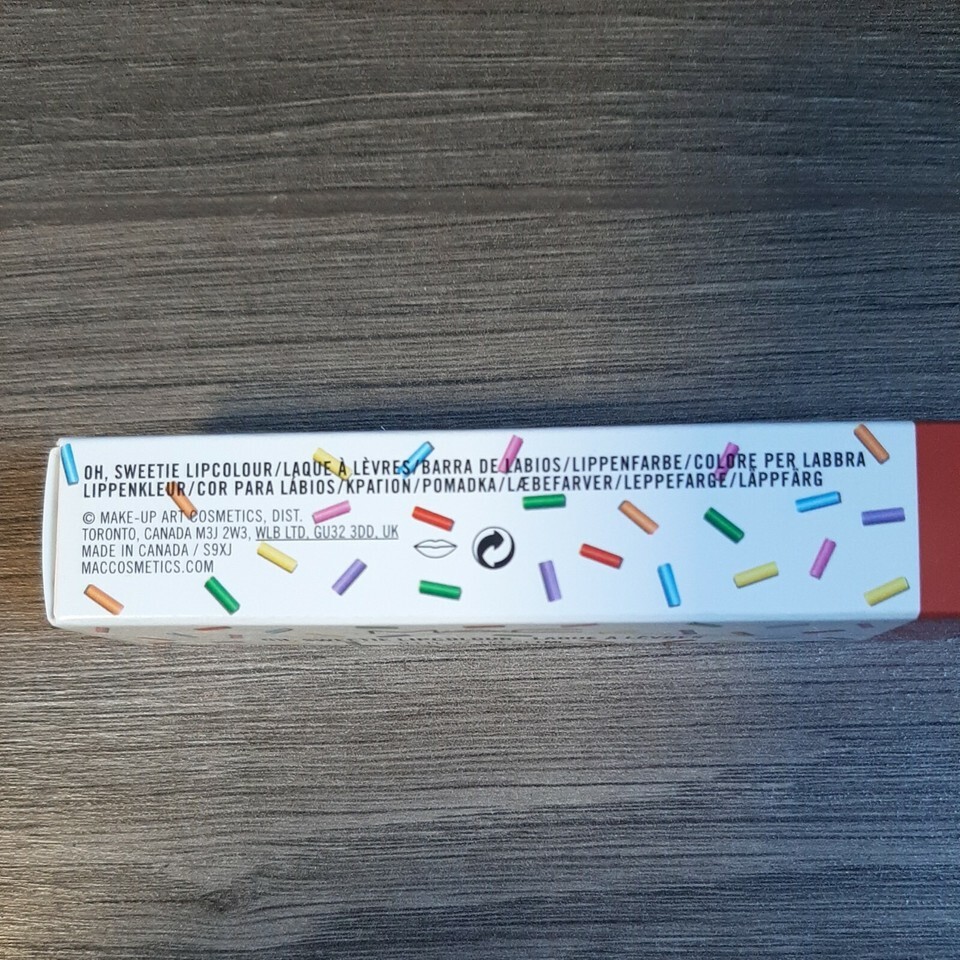 OH, SWEETIE LIPCOLOUR/LAQUE À LÈVRES/BARRA DE LABIOS/LIPPENFARBE/COLORE PER LABBRA
LIPPENKLEUR/COR PARA LÁBIOS/ΚΡΑΓΙΟΝ/POMADKA/LÆBEFARVER/LEPPEFARGE/LÄPPFÄRG
© MAKE-UP ART COSMETICS, DIST.
TORONTO, CANADA M3J 2W3, WLB LTD, GU32 3DD, UK
MADE IN CANADA / S9XJ
MACCOSMETICS.COM